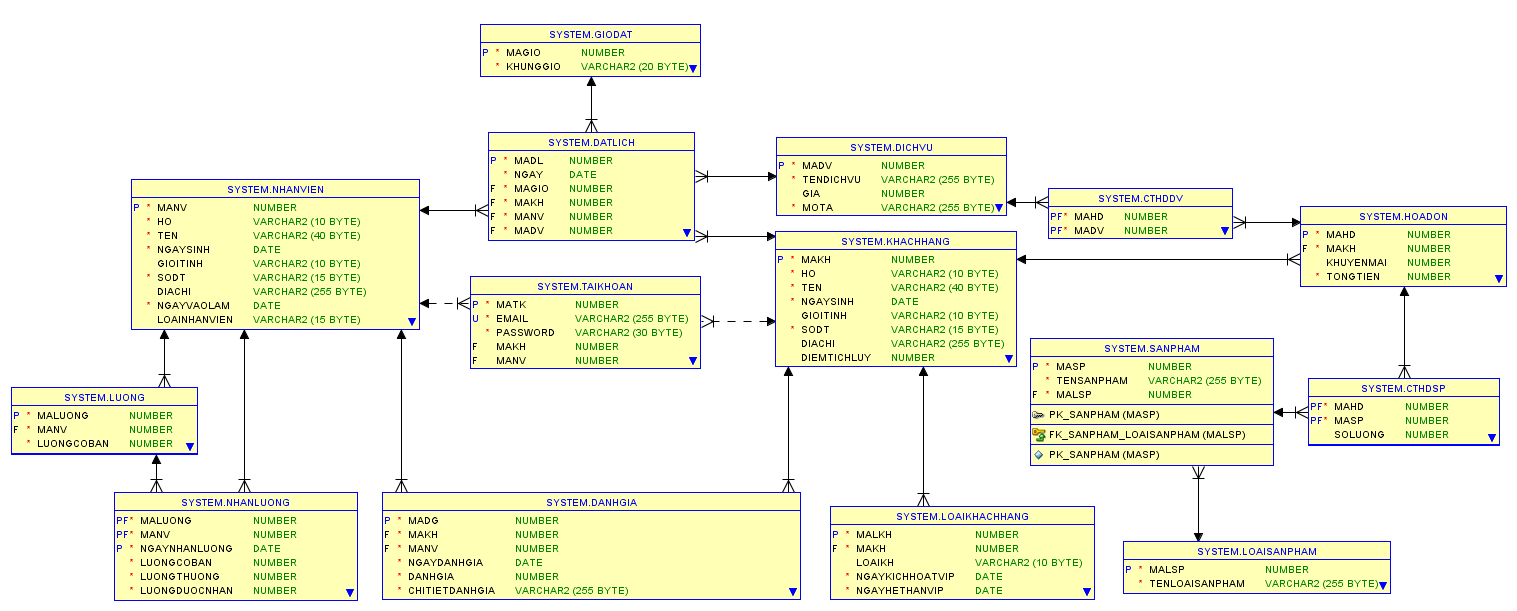 SYSTEM.GIODAT
P * MAGIO NUMBER
* KHUNGGIO VARCHAR2 (20 BYTE)
SYSTEM.DATLICH
P * MADL NUMBER
* NGAY DATE
F * MAGIO NUMBER
F * MAKH NUMBER
F * MANV NUMBER
F * MADV NUMBER
SYSTEM.DICHVU
P * MADV NUMBER
* TENDICHVU VARCHAR2 (255 BYTE)
GIA NUMBER
* MOTA VARCHAR2 (255 BYTE)
SYSTEM.NHANVIEN
P * MANV NUMBER
* HO VARCHAR2 (10 BYTE)
* TEN VARCHAR2 (40 BYTE)
* NGAYSINH DATE
GIOITINH VARCHAR2 (10 BYTE)
* SODT VARCHAR2 (15 BYTE)
DIACHI VARCHAR2 (255 BYTE)
* NGAYVAOLAM DATE
LOAINHANVIEN VARCHAR2 (15 BYTE)
SYSTEM.CTHDDV
PF* MAHD NUMBER
PF* MADV NUMBER
SYSTEM.HOADON
P * MAHD NUMBER
F * MAKH NUMBER
KHUYENMAI NUMBER
* TONGTIEN NUMBER
SYSTEM.KHACHHANG
P * MAKH NUMBER
* HO VARCHAR2 (10 BYTE)
* TEN VARCHAR2 (40 BYTE)
* NGAYSINH DATE
GIOITINH VARCHAR2 (10 BYTE)
* SODT VARCHAR2 (15 BYTE)
DIACHI VARCHAR2 (255 BYTE)
DIEMTICHLUY NUMBER
SYSTEM.TAIKHOAN
P * MATK NUMBER
U * EMAIL VARCHAR2 (255 BYTE)
* PASSWORD VARCHAR2 (30 BYTE)
F MAKH NUMBER
F MANV NUMBER
SYSTEM.SANPHAM
P * MASP NUMBER
* TENSANPHAM VARCHAR2 (255 BYTE)
F * MALSP NUMBER
PK_SANPHAM (MASP)
FK_SANPHAM_LOAISANPHAM (MALSP)
PK_SANPHAM (MASP)
SYSTEM.CTHDSP
PF* MAHD NUMBER
PF* MASP NUMBER
SOLUONG NUMBER
SYSTEM.LUONG
P * MALUONG NUMBER
F * MANV NUMBER
* LUONGCOBAN NUMBER
SYSTEM.NHANLUONG
PF* MALUONG NUMBER
PF* MANV NUMBER
P * NGAYNHANLUONG DATE
* LUONGCOBAN NUMBER
* LUONGTHUONG NUMBER
* LUONGDUOCNHAN NUMBER
SYSTEM.DANHGIA
P * MADG NUMBER
F * MAKH NUMBER
F * MANV NUMBER
* NGAYDANHGIA DATE
* DANHGIA NUMBER
* CHITIETDANHGIA VARCHAR2 (255 BYTE)
SYSTEM.LOAIKHACHHANG
P * MALKH NUMBER
F * MAKH NUMBER
LOAIKH VARCHAR2 (10 BYTE)
* NGAYKICHHOATVIP DATE
* NGAYHETHANVIP DATE
SYSTEM.LOAISANPHAM
P * MALSP NUMBER
* TENLOAISANPHAM VARCHAR2 (255 BYTE)